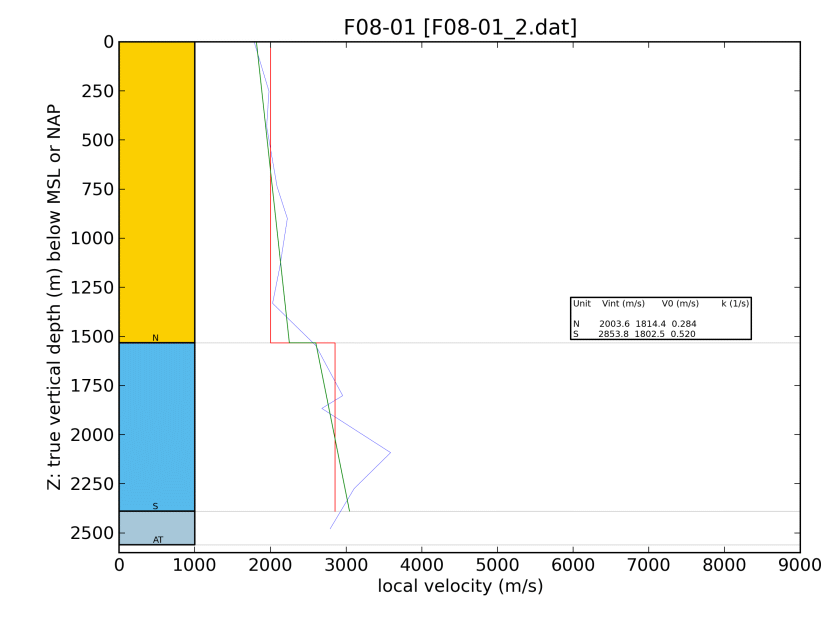 F08-01 [F08-01_2.dat]
Z: true vertical depth (m) below MSL or NAP
0
250
500
750
1000
1250
1500
1750
2000
2250
2500
N
S
AT
Unit Vint (m/s) V0 (m/s) k (1/s)
N 2003.6 1814.4 0.284
S 2853.8 1802.5 0.520
0 1000 2000 3000 4000 5000 6000 7000 8000 9000
local velocity (m/s)